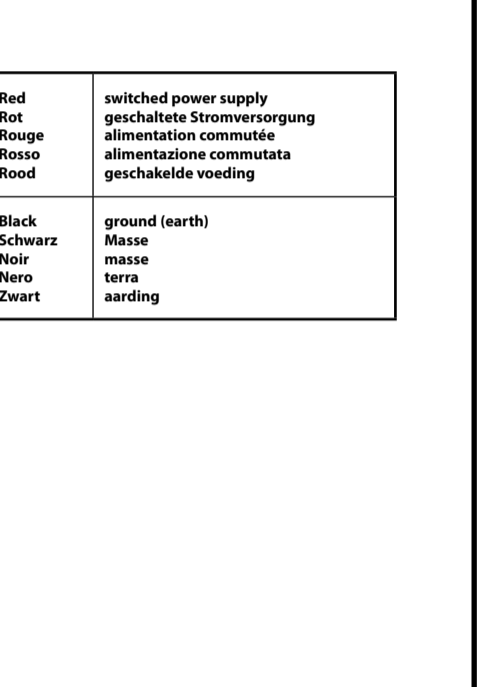 Red switched power supply
Rot geschaltete Stromversorgung
Rouge alimentation commutée
Rosso alimentazione commutata
Rood geschakelde voeding
Black ground (earth)
Schwarz Masse
Noir masse
Nero terra
Zwart aarding